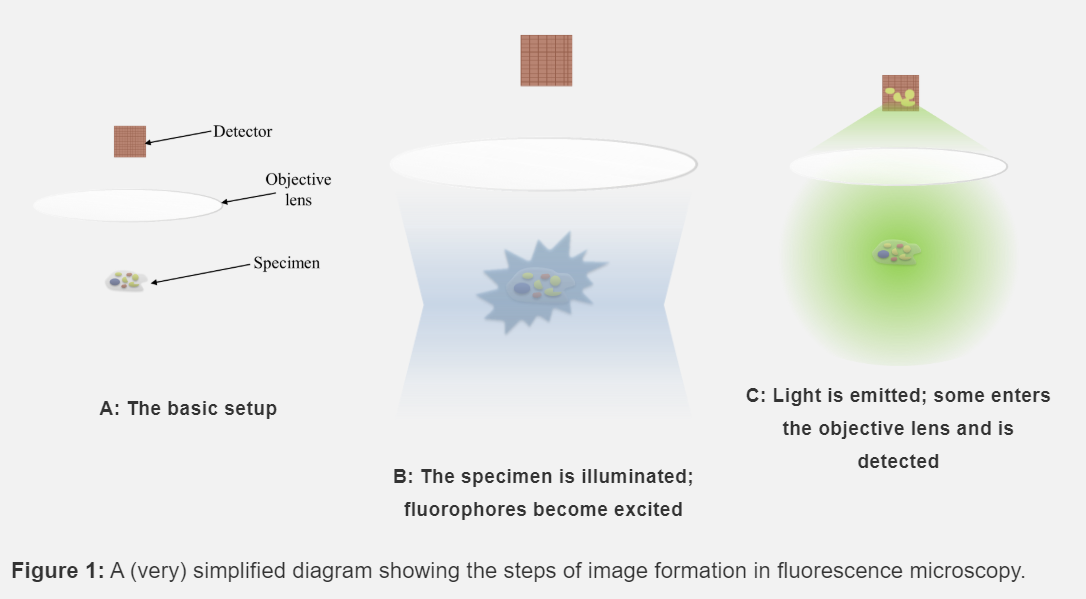 Detector
Objective
lens
Specimen
A: The basic setup
B: The specimen is illuminated;
fluorophores become excited
C: Light is emitted; some enters
the objective lens and is
detected
Figure 1: A (very) simplified diagram showing the steps of image formation in fluorescence microscopy.